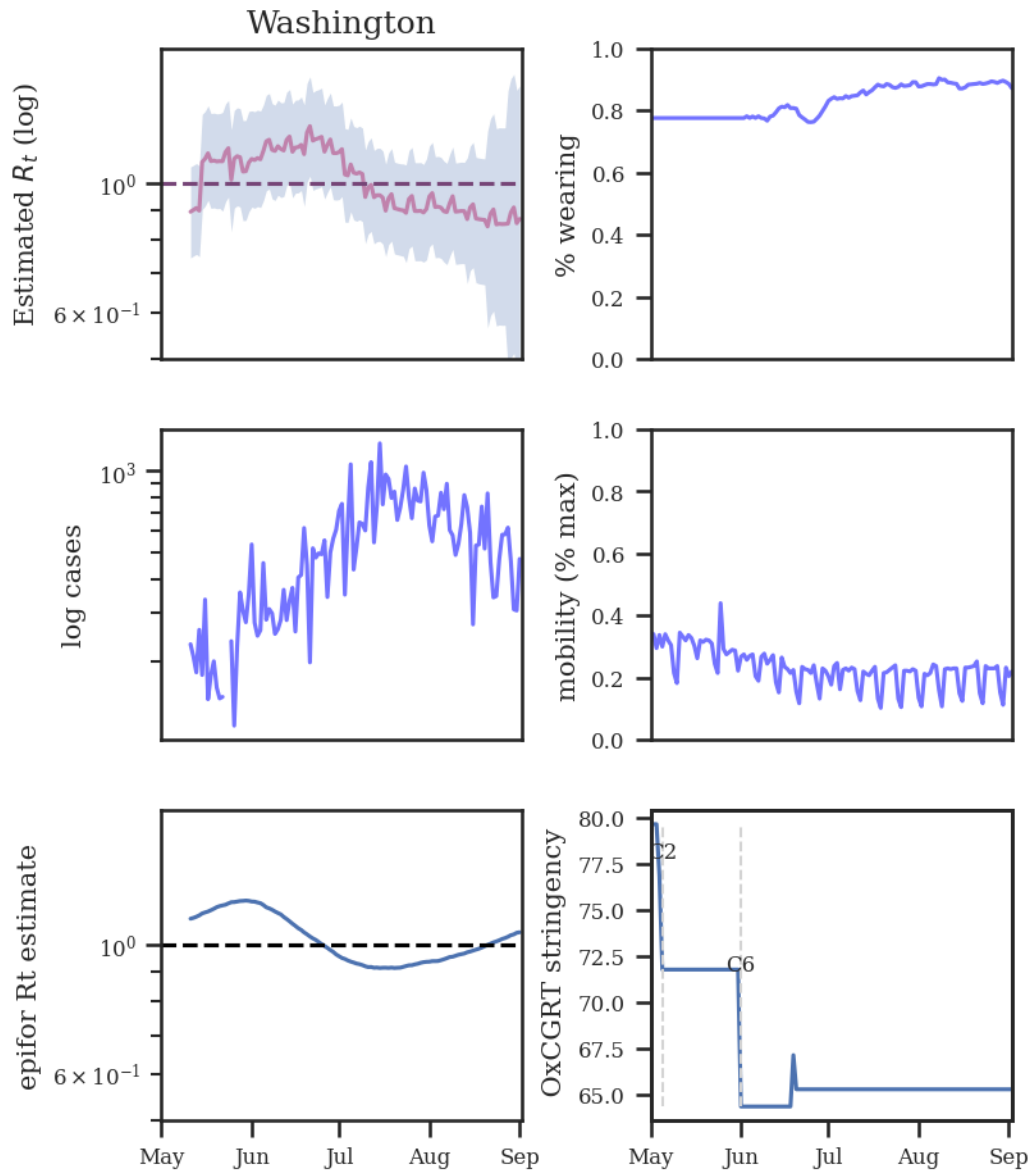 Washington
Estimated R_t (log)
10^0
6 × 10^−1
% wearing
1.0
0.8
0.6
0.4
0.2
0.0
log cases
10^3
mobility (% max)
1.0
0.8
0.6
0.4
0.2
0.0
epifor Rt estimate
10^0
6 × 10^−1
May Jun Jul Aug Sep
OxCGRT stringency
80.0
77.5
75.0
72.5
70.0
67.5
65.0
C2
C6
May Jun Jul Aug Sep